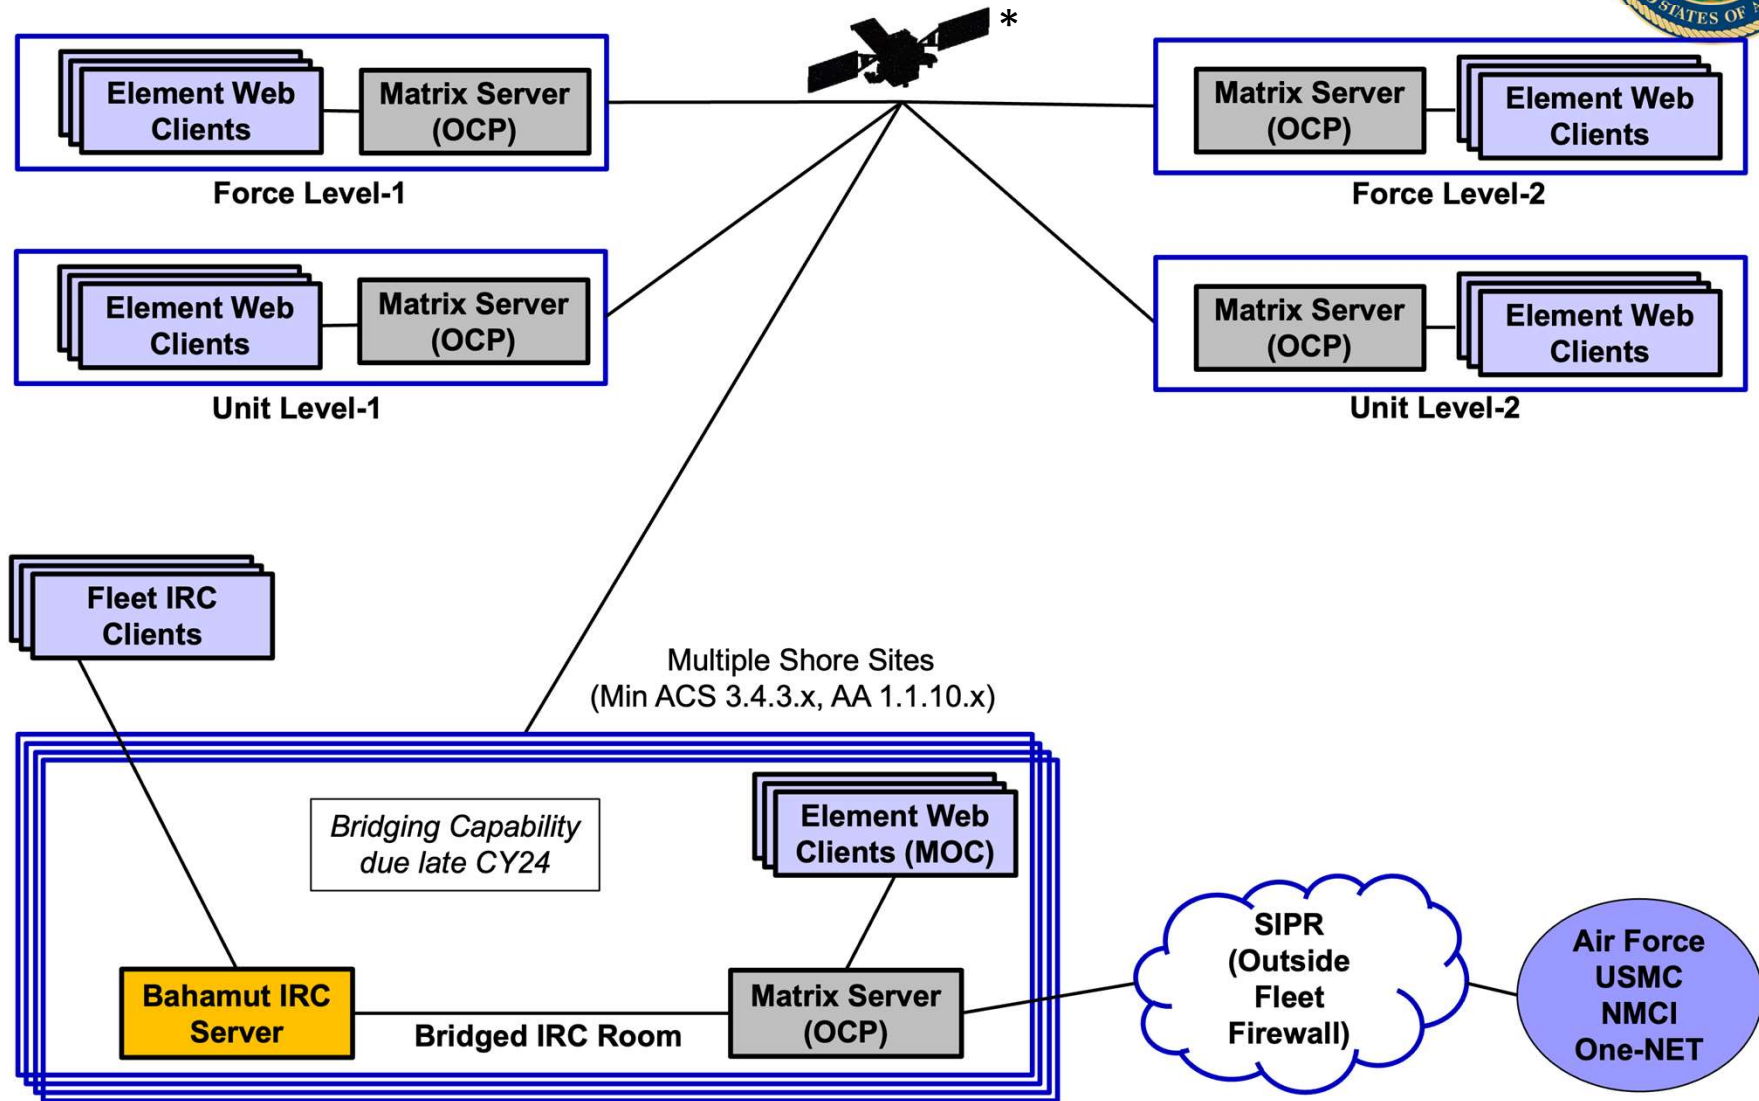 *
STATES OF A
Element Web
Clients
Matrix Server
(OCP)
Force Level-1
Matrix Server
(OCP)
Element Web
Clients
Force Level-2
Element Web
Clients
Matrix Server
(OCP)
Unit Level-1
Matrix Server
(OCP)
Element Web
Clients
Unit Level-2
Fleet IRC
Clients
Multiple Shore Sites
(Min ACS 3.4.3.x, AA 1.1.10.x)
Bridging Capability
due late CY24
Element Web
Clients (MOC)
Bahamut IRC
Server
Bridged IRC Room
Matrix Server
(OCP)
SIPR
(Outside
Fleet
Firewall)
Air Force
USMC
NMCI
One-NET